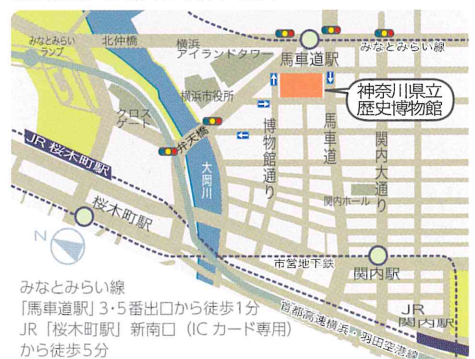 みなとみらい
ランプ
北仲橋
横浜
アイランドタワー
馬車道駅
みなとみらい線
神奈川県立
歴史博物館
横浜市役所
クロス
ゲート
弁天橋
大岡川
博物館通り
馬車道
関内大通り
関内ホール
JR 桜木町駅
桜木町駅
N
市営地下鉄
関内駅
JR
関内駅
首都高速横浜・羽田空港線
みなとみらい線
「馬車道駅」3・5番出口から徒歩1分
JR「桜木町駅」新南口(ICカード専用)
から徒歩5分